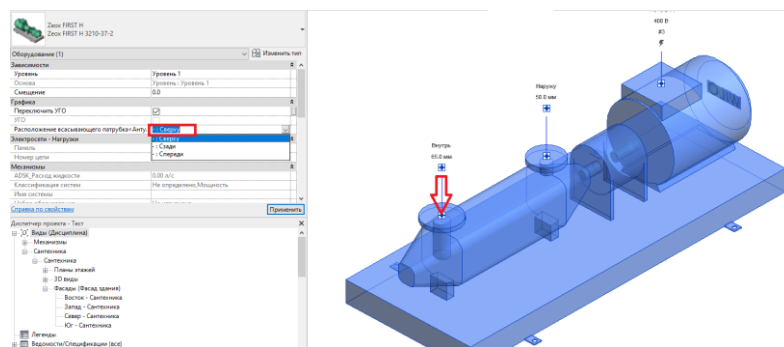 Zeox FIRST H
Zeox FIRST H 3210-37-2
Оборудование (1)
Изменить тип
Зависимости
Уровень Уровень 1
Основа Уровень : Уровень 1
Смещение 0.0
Графика
Переключить УГО
УГО
Расположение всасывающего патрубка<Анту... - : Сверху
- : Сверху
- : Сзади
- : Спереди
Электросети - Нагрузки
Панель
Номер цепи
Механизмы
ADSK_Расход жидкости 0.00 л/с
Классификация систем Не определено,Мощность
Имя системы
Справка по свойствам
Применить
Диспетчер проекта - Тест
Виды (Дисциплина)
Механизмы
Сантехника
Сантехника
Планы этажей
3D виды
Фасады (Фасад здания)
Восток - Сантехника
Запад - Сантехника
Север - Сантехника
Юг - Сантехника
Легенды
Ведомости/Спецификации (все)
400 В
Наружу
50.0 мм
Внутрь
65.0 мм